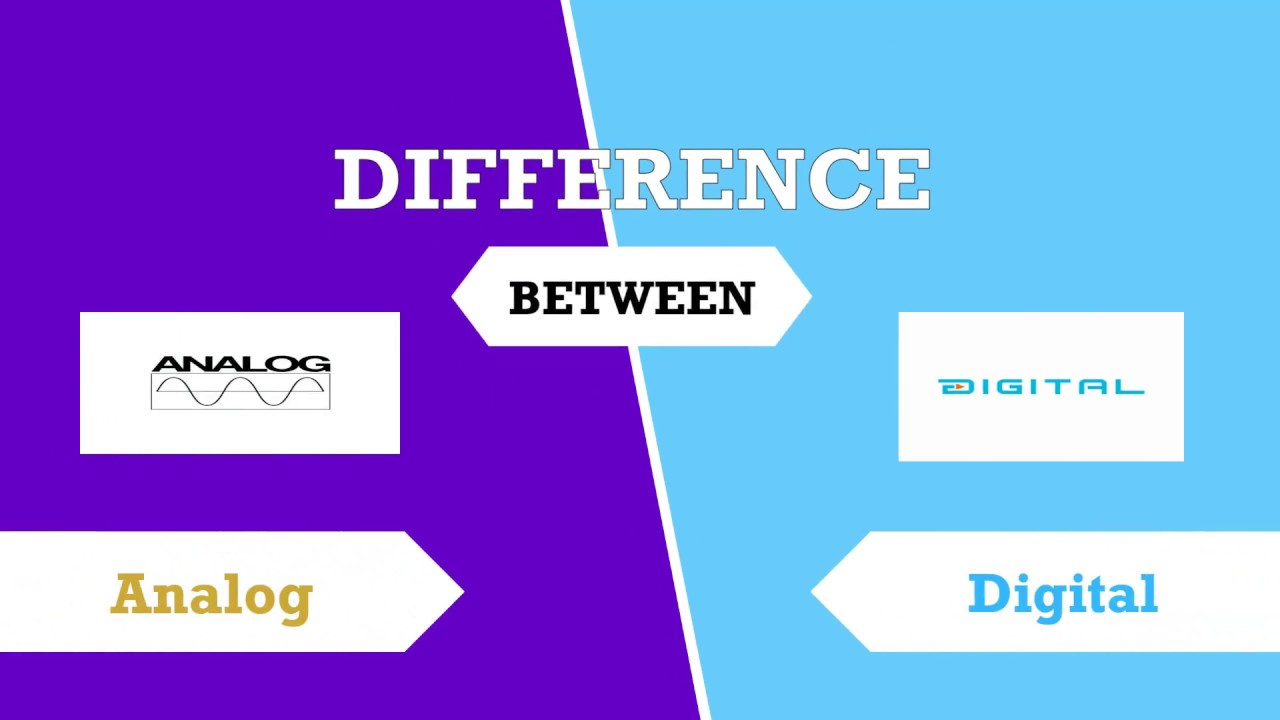 DIFFERENCE
BETWEEN
ANALOG
DIGITAL
Analog
Digital